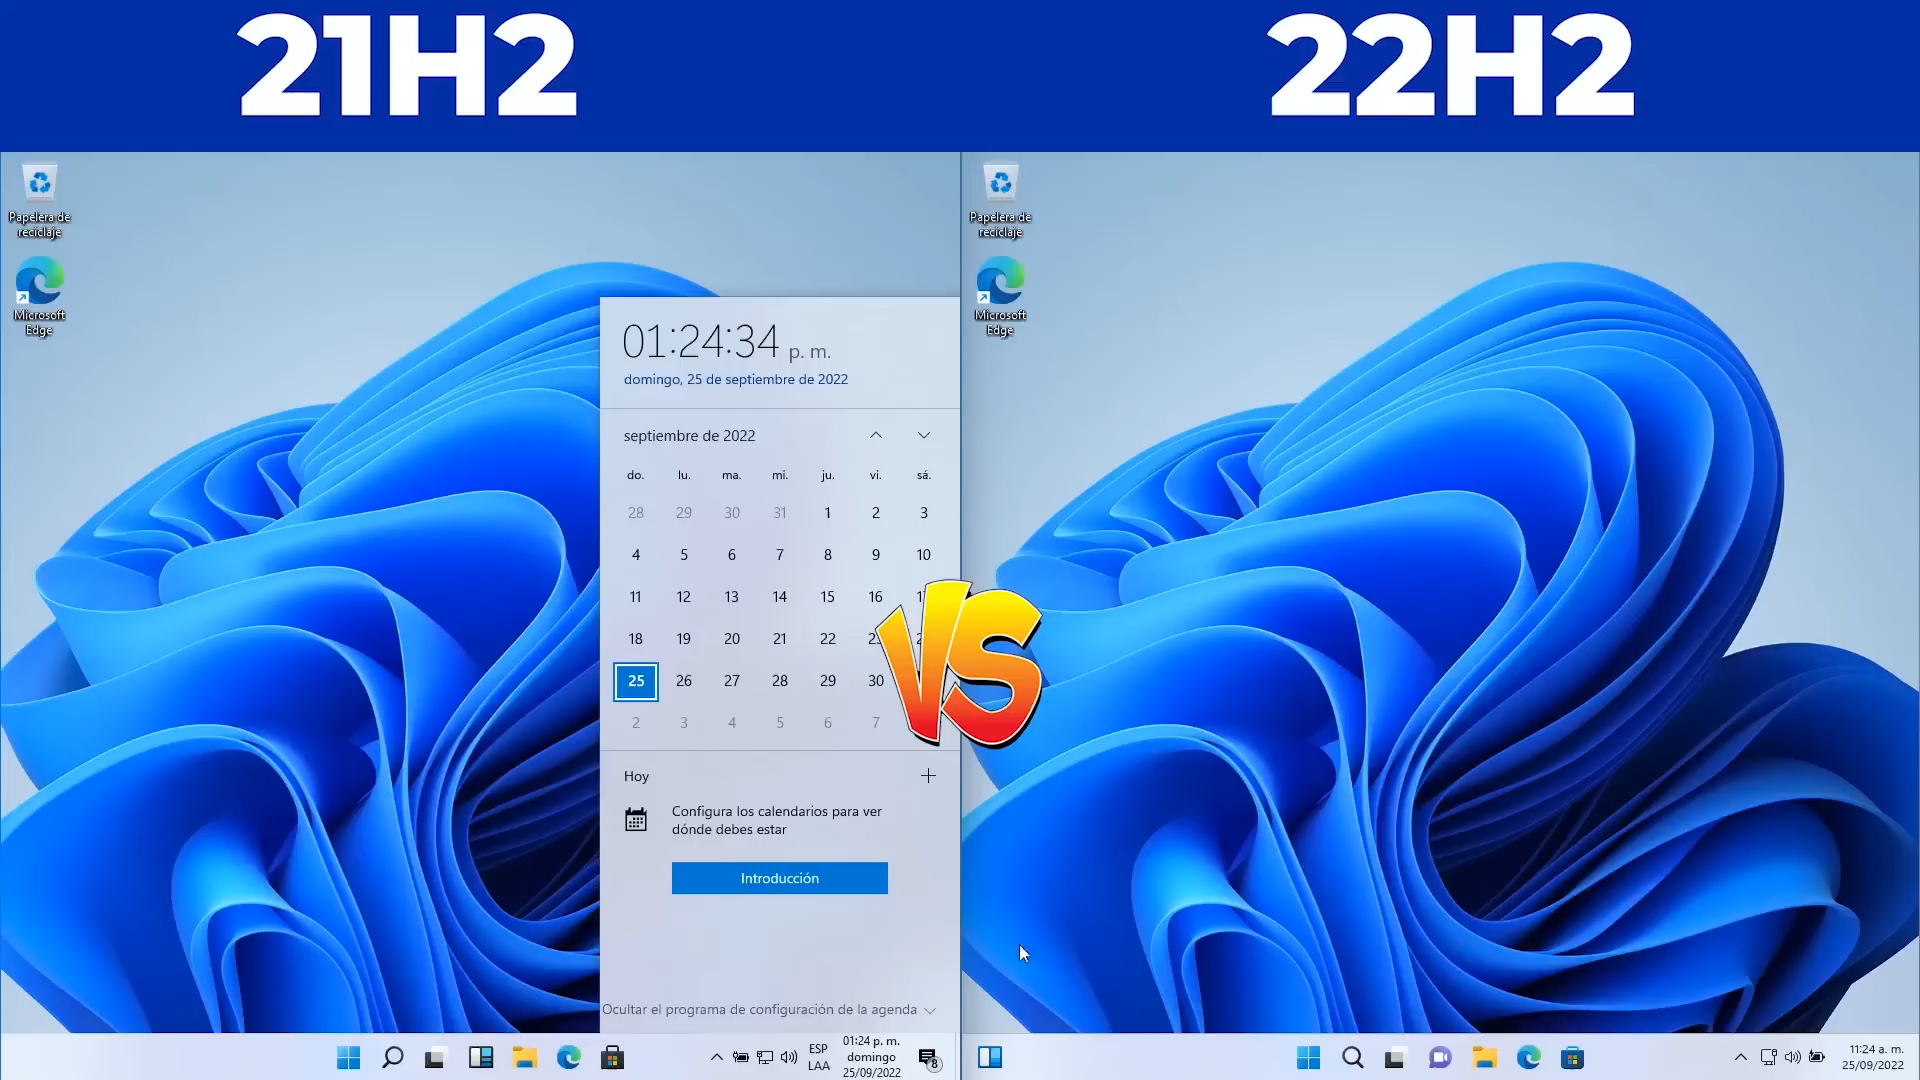 21H2
22H2
Papelera de
reciclaje
Microsoft
Edge
01:24:34 p. m.
domingo, 25 de septiembre de 2022
septiembre de 2022
do. lu. ma. mi. ju. vi. sá.
28 29 30 31 1 2 3
4 5 6 7 8 9 10
11 12 13 14 15 16
18 19 20 21 22
25 26 27 28 29 30
2 3 4 5 6 7
Hoy
Configura los calendarios para ver
dónde debes estar
Introducción
Ocultar el programa de configuración de la agenda
ESP
LAA
01:24 p. m.
domingo
25/09/2022
8
VS
Papelera de
reciclaje
Microsoft
Edge
11:24 a. m.
25/09/2022